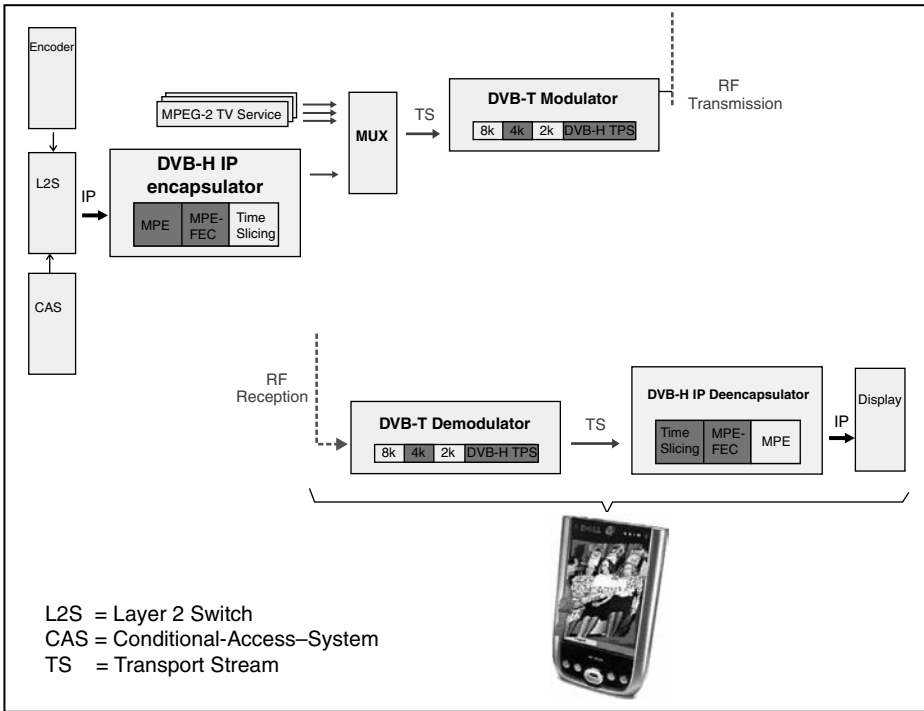 Encoder
L2S
CAS
IP
MPEG-2 TV Service
DVB-H IP
encapsulator
MPE
MPE-
FEC
Time
Slicing
MUX
TS
DVB-T Modulator
8k 4k 2k DVB-H TPS
RF
Transmission
RF
Reception
DVB-T Demodulator
8k 4k 2k DVB-H TPS
TS
DVB-H IP Deencapsulator
Time
Slicing
MPE-
FEC
MPE
IP
Display
DELL
L2S = Layer 2 Switch
CAS = Conditional-Access–System
TS = Transport Stream